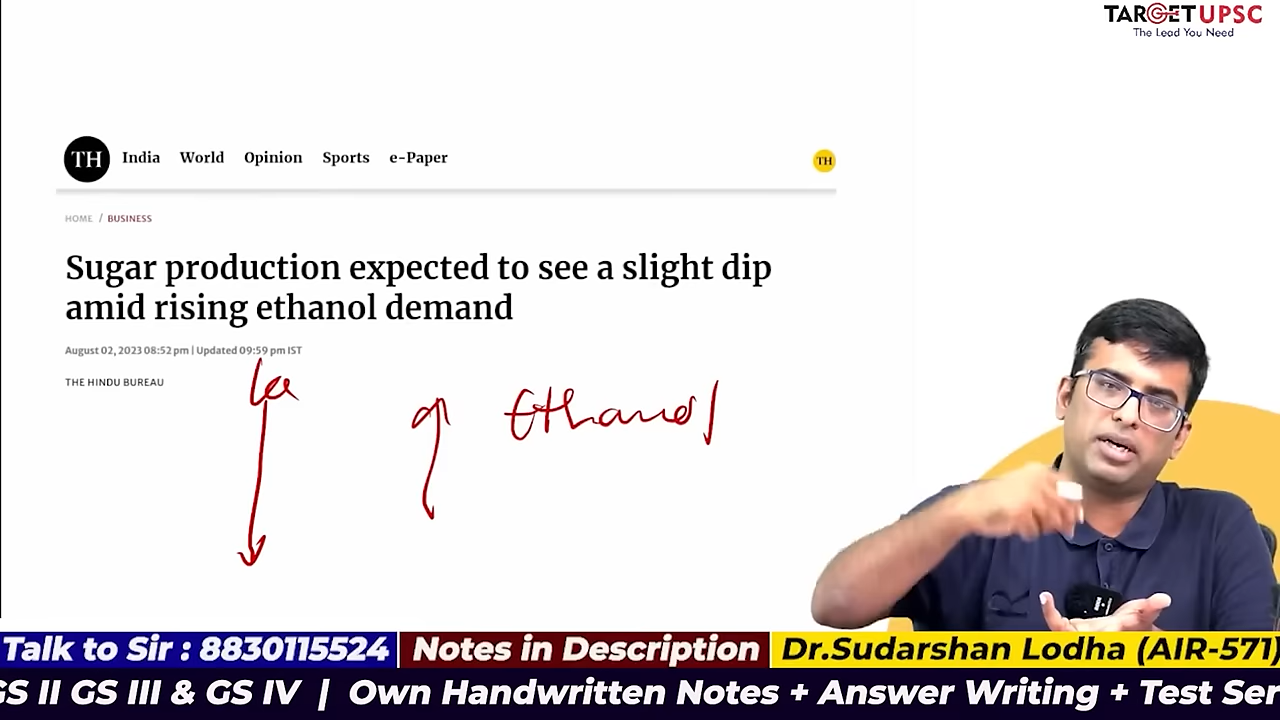 TARGET UPSC
The Lead You Need
TH India World Opinion Sports e-Paper
TH
HOME / BUSINESS
Sugar production expected to see a slight dip
amid rising ethanol demand
August 02, 2023 08:52 pm | Updated 09:59 pm IST
THE HINDU BUREAU
Ethanol
Talk to Sir : 8830115524 Notes in Description Dr.Sudarshan Lodha (AIR-571)
GS II GS III & GS IV | Own Handwritten Notes + Answer Writing + Test Ser